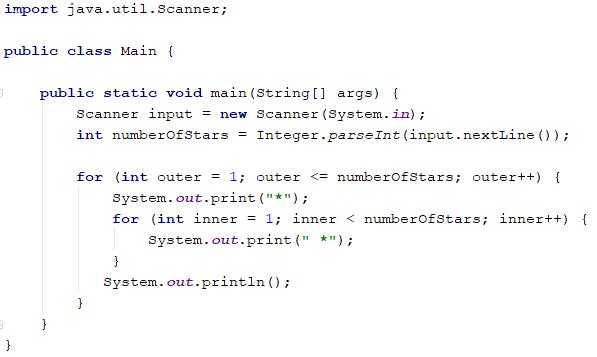 import java.util.Scanner;
public class Main {
public static void main(String[] args) {
Scanner input = new Scanner(System.in);
int numberOfStars = Integer.parseInt(input.nextLine());
for (int outer = 1; outer <= numberOfStars; outer++) {
System.out.print("*");
for (int inner = 1; inner < numberOfStars; inner++) {
System.out.print(" *");
}
System.out.println();
}
}
}